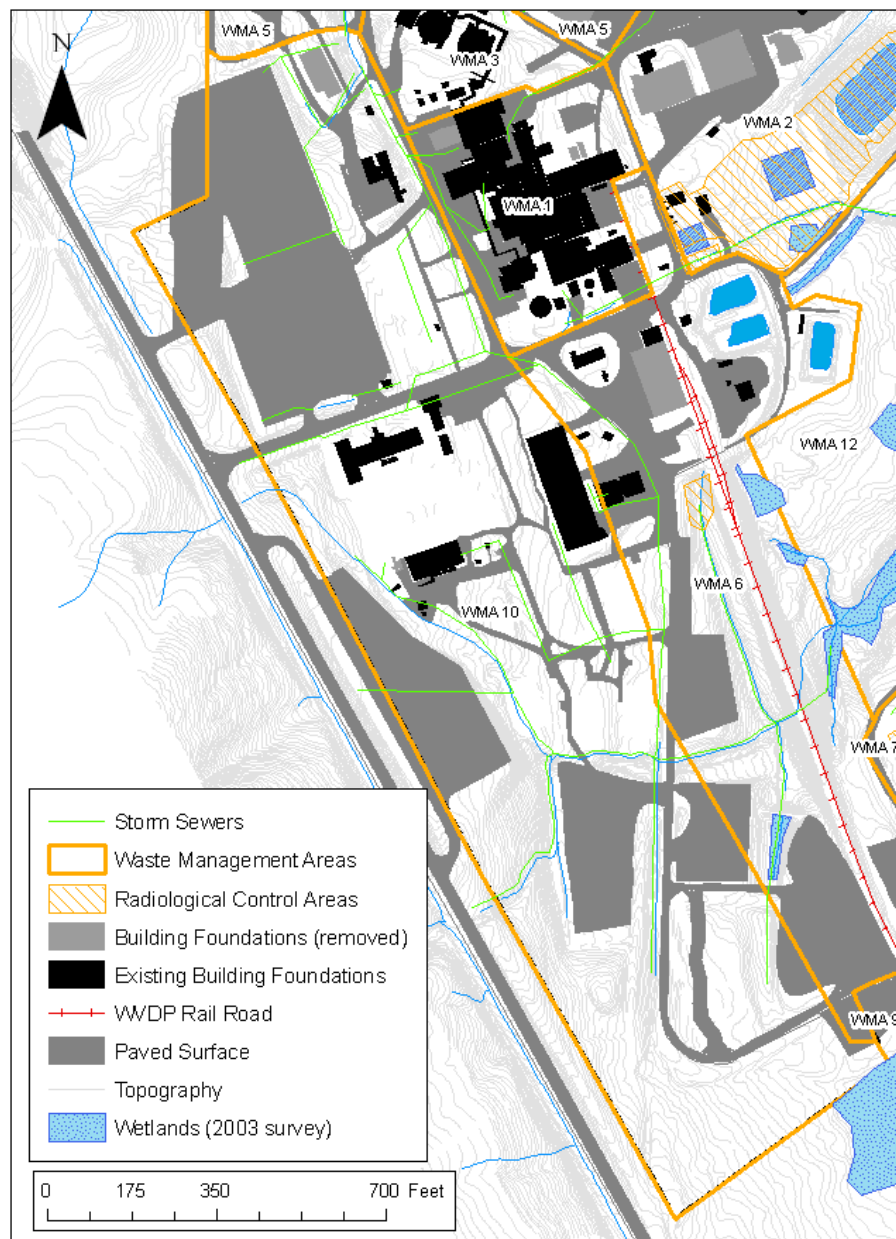 N
WMA 5
WMA 5
WMA 3
WMA 2
WMA 1
WMA 12
WMA 6
WMA 10
WMA 7
WMA 9
Storm Sewers
Waste Management Areas
Radiological Control Areas
Building Foundations (removed)
Existing Building Foundations
WVDP Rail Road
Paved Surface
Topography
Wetlands (2003 survey)
0 175 350 700 Feet